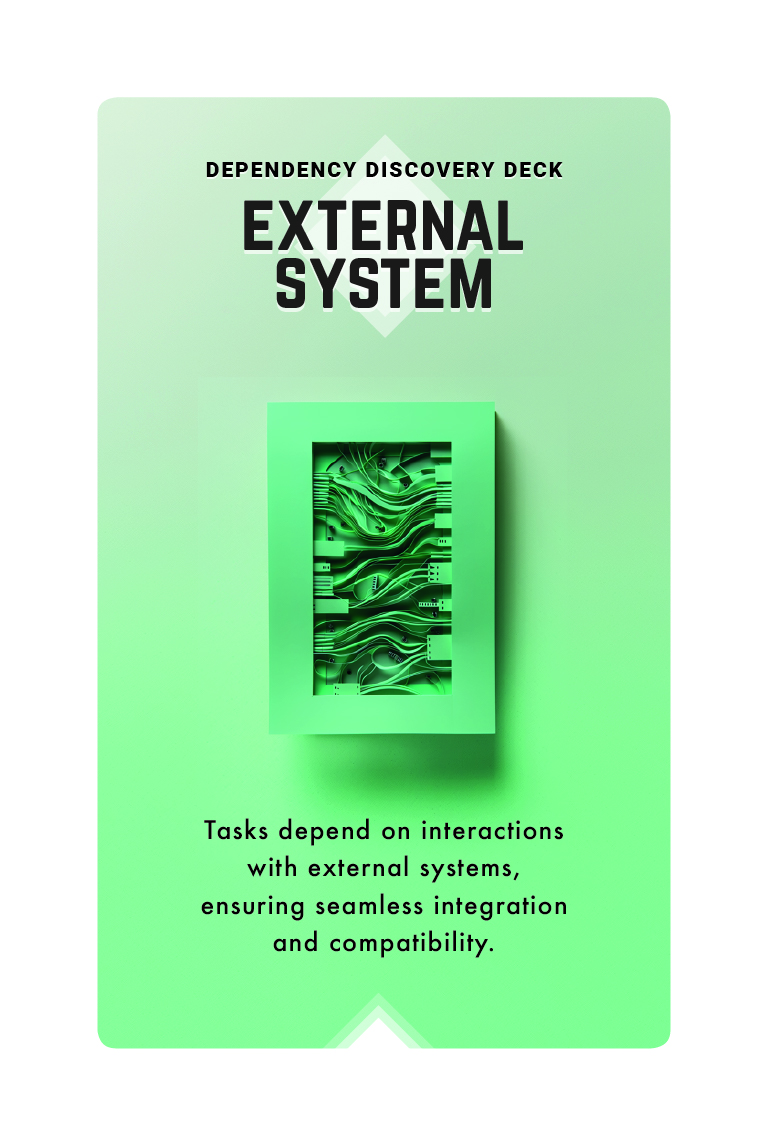 DEPENDENCY DISCOVERY DECK
EXTERNAL
SYSTEM
Tasks depend on interactions
with external systems,
ensuring seamless integration
and compatibility.